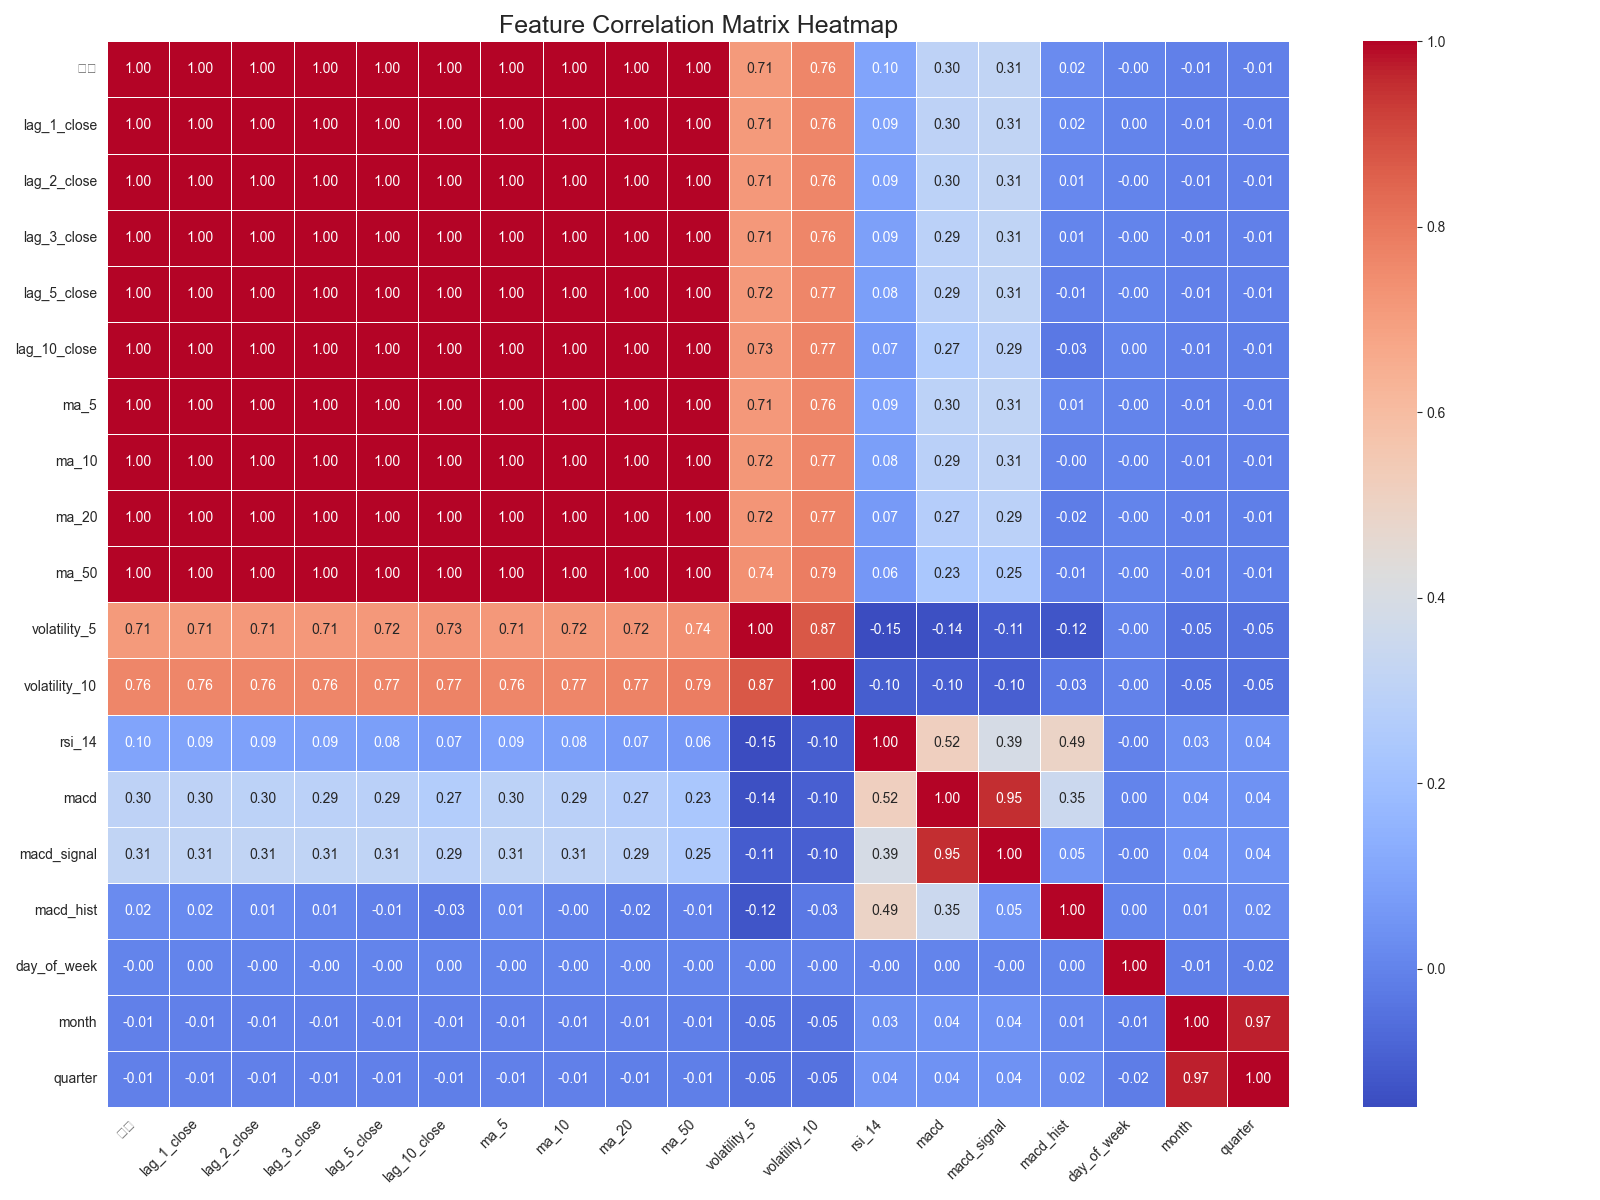 Feature Correlation Matrix Heatmap
1.00 1.00 1.00 1.00 1.00 1.00 1.00 1.00 1.00 1.00 0.71 0.76 0.10 0.30 0.31 0.02 -0.00 -0.01 -0.01
lag_1_close 1.00 1.00 1.00 1.00 1.00 1.00 1.00 1.00 1.00 1.00 0.71 0.76 0.09 0.30 0.31 0.02 0.00 -0.01 -0.01
lag_2_close 1.00 1.00 1.00 1.00 1.00 1.00 1.00 1.00 1.00 1.00 0.71 0.76 0.09 0.30 0.31 0.01 -0.00 -0.01 -0.01
lag_3_close 1.00 1.00 1.00 1.00 1.00 1.00 1.00 1.00 1.00 1.00 0.71 0.76 0.09 0.29 0.31 0.01 -0.00 -0.01 -0.01
lag_5_close 1.00 1.00 1.00 1.00 1.00 1.00 1.00 1.00 1.00 1.00 0.72 0.77 0.08 0.29 0.31 -0.01 -0.00 -0.01 -0.01
lag_10_close 1.00 1.00 1.00 1.00 1.00 1.00 1.00 1.00 1.00 1.00 0.73 0.77 0.07 0.27 0.29 -0.03 0.00 -0.01 -0.01
ma_5 1.00 1.00 1.00 1.00 1.00 1.00 1.00 1.00 1.00 1.00 0.71 0.76 0.09 0.30 0.31 0.01 -0.00 -0.01 -0.01
ma_10 1.00 1.00 1.00 1.00 1.00 1.00 1.00 1.00 1.00 1.00 0.72 0.77 0.08 0.29 0.31 -0.00 -0.00 -0.01 -0.01
ma_20 1.00 1.00 1.00 1.00 1.00 1.00 1.00 1.00 1.00 1.00 0.72 0.77 0.07 0.27 0.29 -0.02 -0.00 -0.01 -0.01
ma_50 1.00 1.00 1.00 1.00 1.00 1.00 1.00 1.00 1.00 1.00 0.74 0.79 0.06 0.23 0.25 -0.01 -0.00 -0.01 -0.01
volatility_5 0.71 0.71 0.71 0.71 0.72 0.73 0.71 0.72 0.72 0.74 1.00 0.87 -0.15 -0.14 -0.11 -0.12 -0.00 -0.05 -0.05
volatility_10 0.76 0.76 0.76 0.76 0.77 0.77 0.76 0.77 0.77 0.79 0.87 1.00 -0.10 -0.10 -0.10 -0.03 -0.00 -0.05 -0.05
rsi_14 0.10 0.09 0.09 0.09 0.08 0.07 0.09 0.08 0.07 0.06 -0.15 -0.10 1.00 0.52 0.39 0.49 -0.00 0.03 0.04
macd 0.30 0.30 0.30 0.29 0.29 0.27 0.30 0.29 0.27 0.23 -0.14 -0.10 0.52 1.00 0.95 0.35 0.00 0.04 0.04
macd_signal 0.31 0.31 0.31 0.31 0.31 0.29 0.31 0.31 0.29 0.25 -0.11 -0.10 0.39 0.95 1.00 0.05 -0.00 0.04 0.04
macd_hist 0.02 0.02 0.01 0.01 -0.01 -0.03 0.01 -0.00 -0.02 -0.01 -0.12 -0.03 0.49 0.35 0.05 1.00 0.00 0.01 0.02
day_of_week -0.00 0.00 -0.00 -0.00 -0.00 0.00 -0.00 -0.00 -0.00 -0.00 -0.00 -0.00 -0.00 0.00 -0.00 0.00 1.00 -0.01 -0.02
month -0.01 -0.01 -0.01 -0.01 -0.01 -0.01 -0.01 -0.01 -0.01 -0.01 -0.05 -0.05 0.03 0.04 0.04 0.01 -0.01 1.00 0.97
quarter -0.01 -0.01 -0.01 -0.01 -0.01 -0.01 -0.01 -0.01 -0.01 -0.01 -0.05 -0.05 0.04 0.04 0.04 0.02 -0.02 0.97 1.00
lag_1_close lag_2_close lag_3_close lag_5_close lag_10_close ma_5 ma_10 ma_20 ma_50 volatility_5 volatility_10 rsi_14 macd macd_signal macd_hist day_of_week month quarter
1.0
0.8
0.6
0.4
0.2
0.0